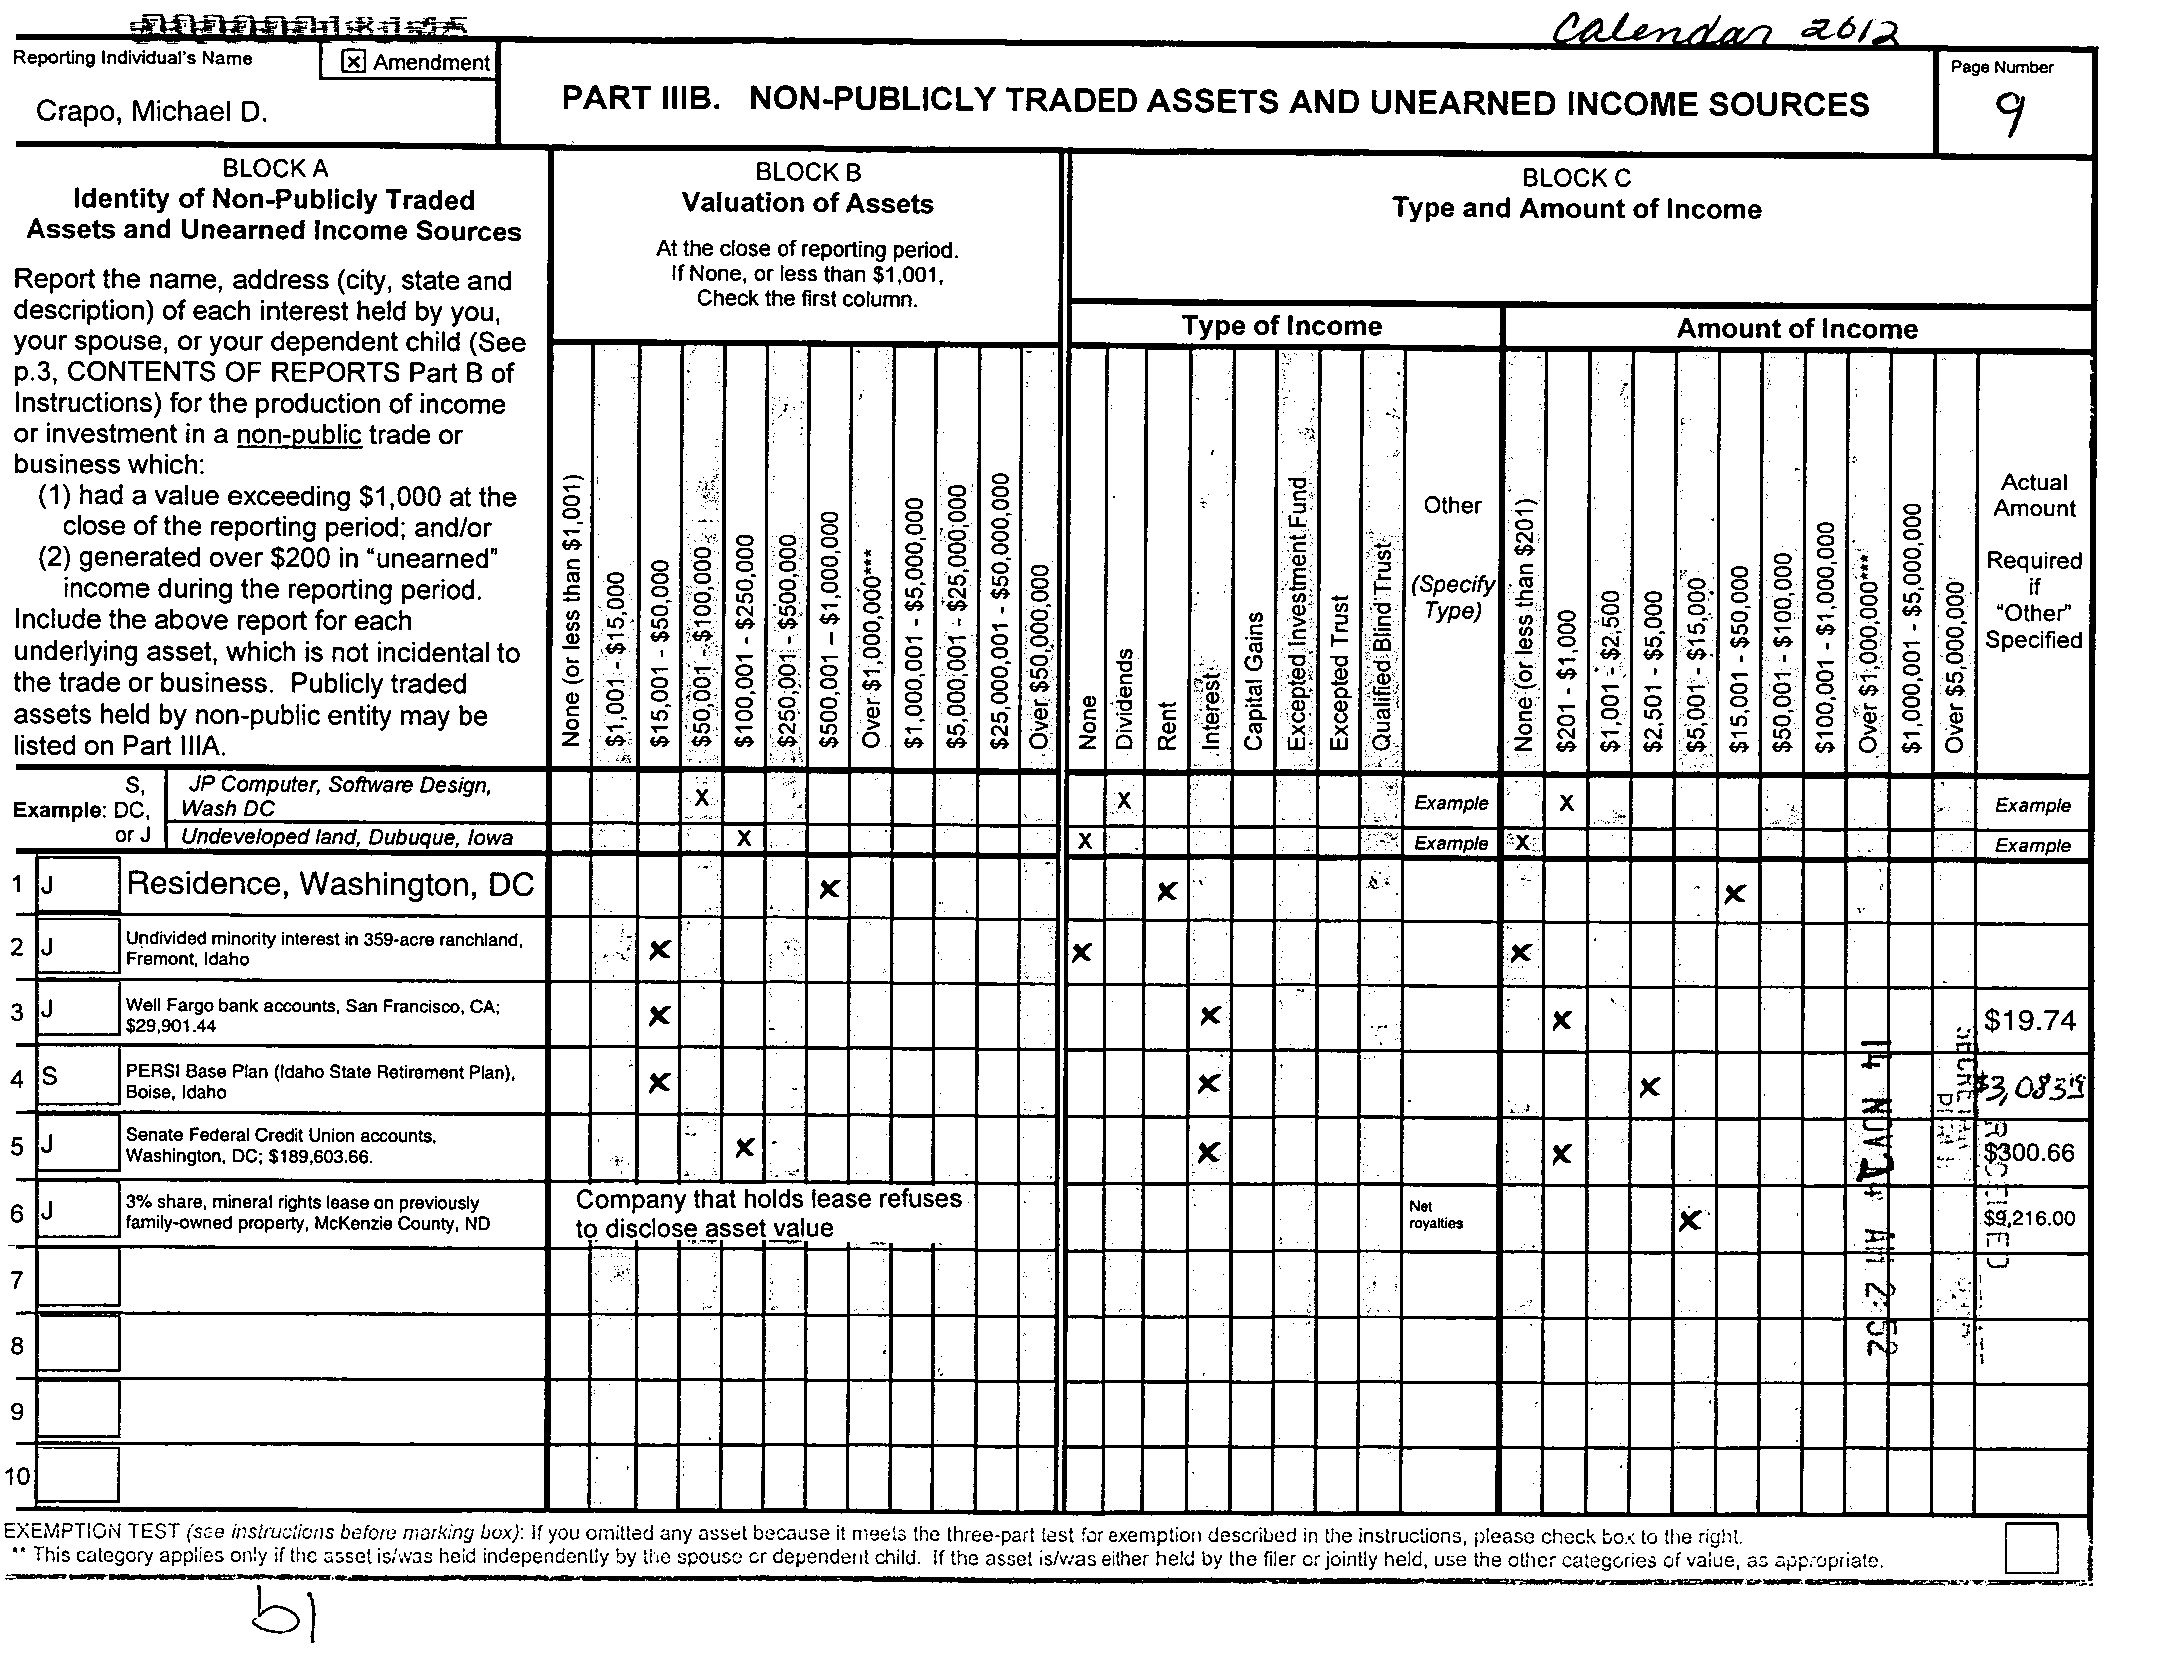 Calendar 2012
Reporting Individual's Name
[x] Amendment
Crapo, Michael D.
PART IIIB. NON-PUBLICLY TRADED ASSETS AND UNEARNED INCOME SOURCES
Page Number
9
BLOCK A
Identity of Non-Publicly Traded
Assets and Unearned Income Sources
Report the name, address (city, state and
description) of each interest held by you,
your spouse, or your dependent child (See
p.3, CONTENTS OF REPORTS Part B of
Instructions) for the production of income
or investment in a non-public trade or
business which:
(1) had a value exceeding $1,000 at the
close of the reporting period; and/or
(2) generated over $200 in "unearned"
income during the reporting period.
Include the above report for each
underlying asset, which is not incidental to
the trade or business. Publicly traded
assets held by non-public entity may be
listed on Part IIIA.
BLOCK B
Valuation of Assets
At the close of reporting period.
If None, or less than $1,001,
Check the first column.
None (or less than $1,001)
$1,001 - $15,000
$15,001 - $50,000
$50,001 - $100,000
$100,001 - $250,000
$250,001 - $500,000
$500,001 – $1,000,000
Over $1,000,000***
$1,000,001 - $5,000,000
$5,000,001 - $25,000,000
$25,000,001 - $50,000,000
Over $50,000,000
BLOCK C
Type and Amount of Income
Type of Income
None
Dividends
Rent
Interest
Capital Gains
Excepted Investment Fund
Excepted Trust
Qualified Blind Trust
Other
(Specify
Type)
Amount of Income
None (or less than $201)
$201 - $1,000
$1,001 - $2,500
$2,501 - $5,000
$5,001 - $15,000
$15,001 - $50,000
$50,001 - $100,000
$100,001 - $1,000,000
Over $1,000,000***
$1,000,001 - $5,000,000
Over $5,000,000
Actual
Amount
Required
if
"Other"
Specified
S,
Example: DC,
or J
JP Computer, Software Design,
Wash DC
X X Example X Example
Undeveloped land, Dubuque, Iowa X X Example X Example
1 J Residence, Washington, DC X X X
2 J Undivided minority interest in 359-acre ranchland,
Fremont, Idaho
X X X
3 J Well Fargo bank accounts, San Francisco, CA;
$29,901.44
X X X $19.74
4 S PERSI Base Plan (Idaho State Retirement Plan),
Boise, Idaho
X X X
5 J Senate Federal Credit Union accounts,
Washington, DC; $189,603.66.
X X X $300.66
6 J 3% share, mineral rights lease on previously
family-owned property, McKenzie County, ND
Company that holds lease refuses
to disclose asset value
Net
royalties
X $9,216.00
7
8
9
10
EXEMPTION TEST (see instructions before marking box): If you omitted any asset because it meets the three-part test for exemption described in the instructions, please check box to the right.
** This category applies only if the asset is/was held independently by the spouse or dependent child. If the asset is/was either held by the filer or jointly held, use the other categories of value, as appropriate.